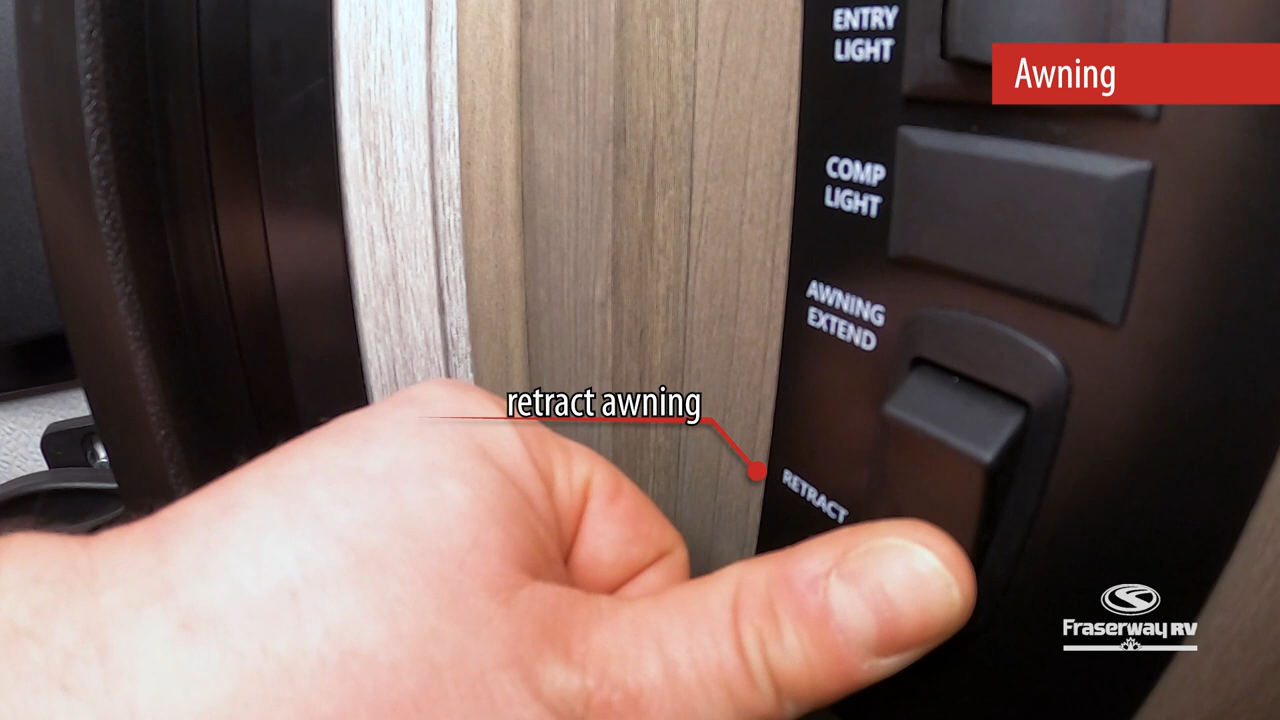 ENTRY
LIGHT
Awning
COMP
LIGHT
AWNING
EXTEND
retract awning
RETRACT
Fraserway RV